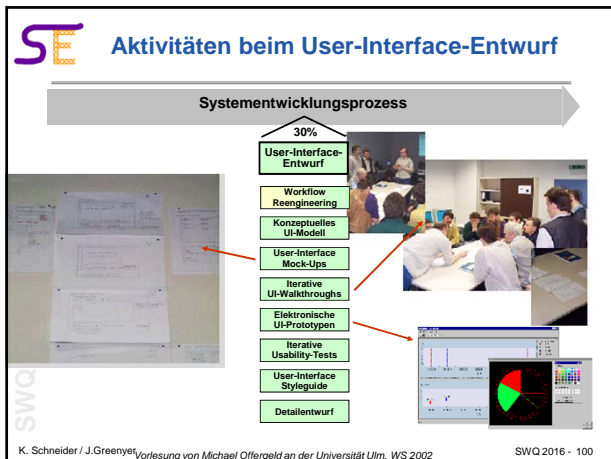 SE
Aktivitäten beim User-Interface-Entwurf
Systementwicklungsprozess
30%
User-Interface-
Entwurf
Workflow
Reengineering
Konzeptuelles
UI-Modell
User-Interface
Mock-Ups
Iterative
UI-Walkthroughs
Elektronische
UI-Prototypen
Iterative
Usability-Tests
User-Interface
Styleguide
Detailentwurf
SWQ
K. Schneider / J.Greenyer
Vorlesung von Michael Offergeld an der Universität Ulm, WS 2002
SWQ 2016 - 100